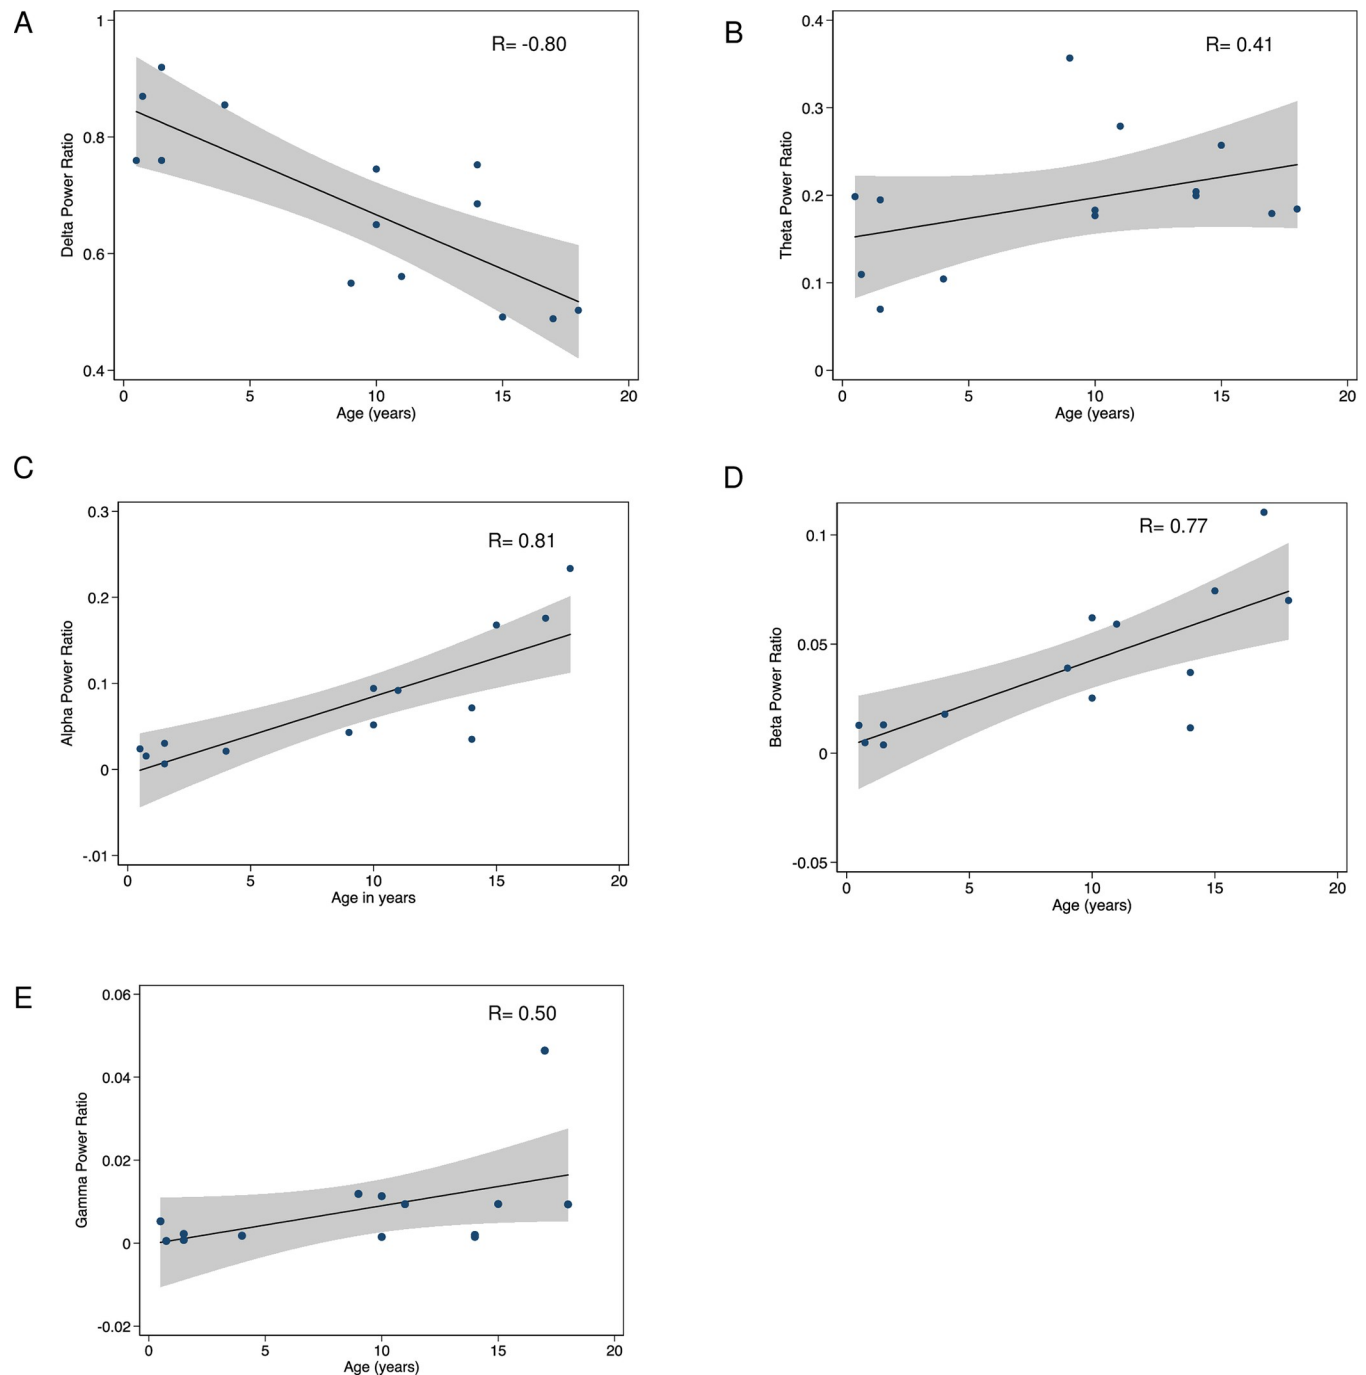 A
R= -0.80
Delta Power Ratio
1
0.8
0.6
0.4
0 5 10 15 20
Age (years)
B
R= 0.41
Theta Power Ratio
0.4
0.3
0.2
0.1
0
0 5 10 15 20
Age (years)
C
R= 0.81
Alpha Power Ratio
0.3
0.2
0.1
0
-.01
0 5 10 15 20
Age in years
D
R= 0.77
Beta Power Ratio
0.1
0.05
0
-0.05
0 5 10 15 20
Age (years)
E
R= 0.50
Gamma Power Ratio
0.06
0.04
0.02
0
-0.02
0 5 10 15 20
Age (years)